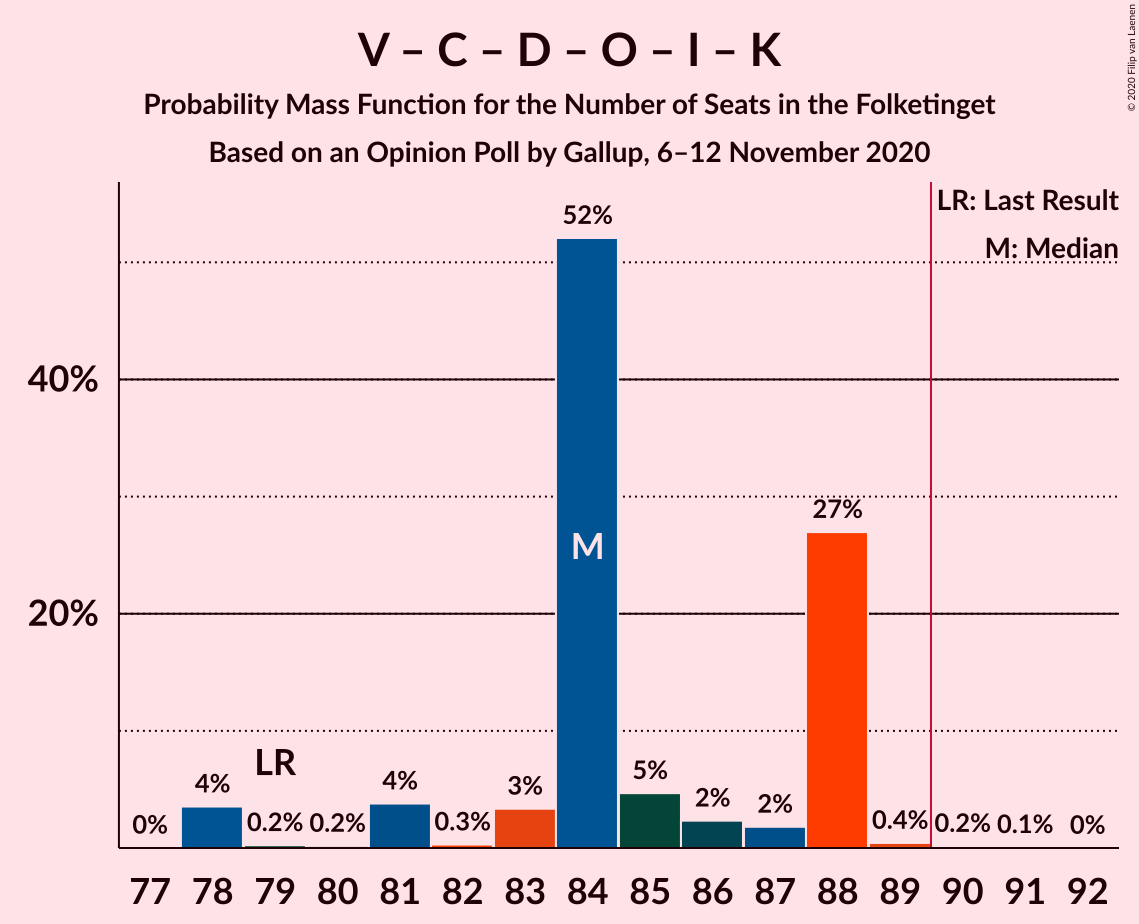 V – C – D – O – I – K
Probability Mass Function for the Number of Seats in the Folketinget
Based on an Opinion Poll by Gallup, 6–12 November 2020
© 2020 Filip van Laenen
LR: Last Result
M: Median
52%
40%
27%
M
20%
LR
4%
0.2%
0.2%
4%
0.3%
3%
5%
2%
2%
0.4%
0.2%
0.1%
0%
0%
77 78 79 80 81 82 83 84 85 86 87 88 89 90 91 92